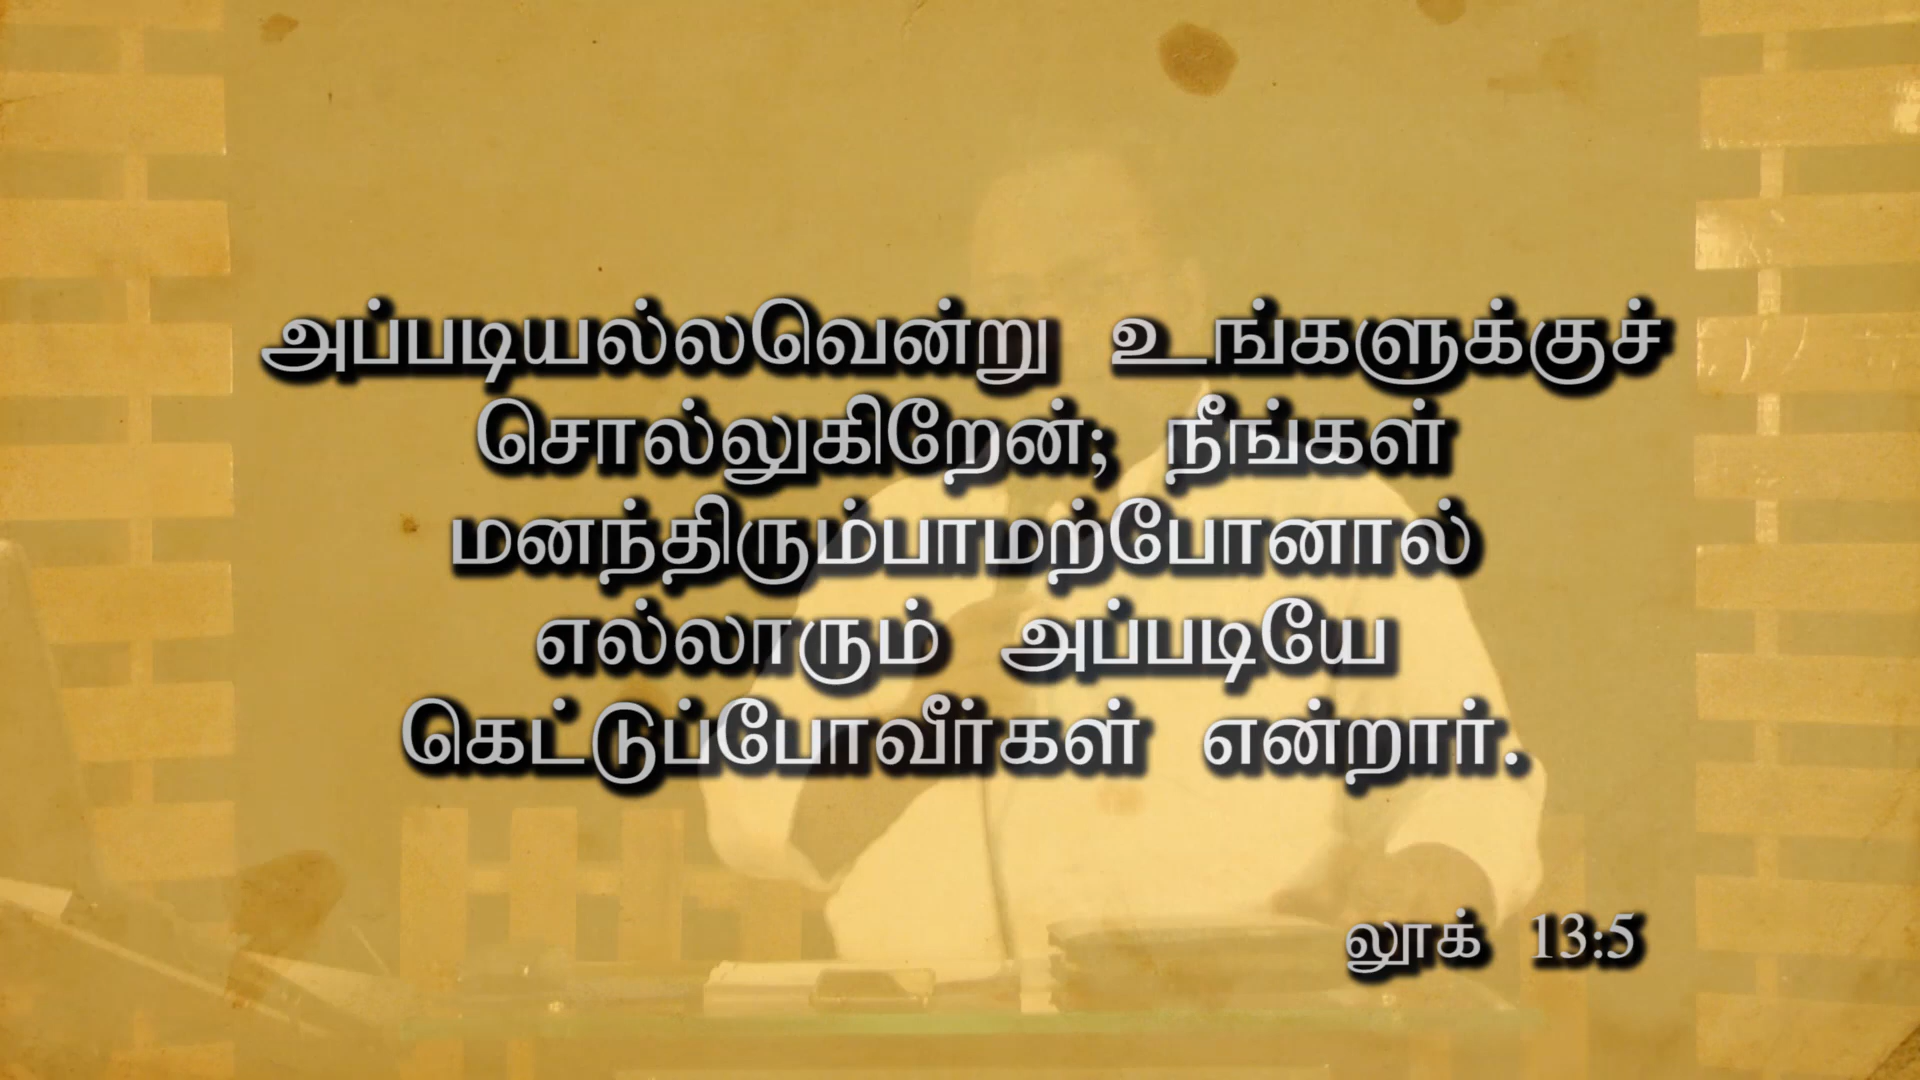 அப்படியல்லவென்று உங்களுக்குச்
சொல்லுகிறேன்; நீங்கள்
மனந்திரும்பாமற்போனால்
எல்லாரும் அப்படியே
கெட்டுப்போவீர்கள் என்றார்.
லூக் 13:5